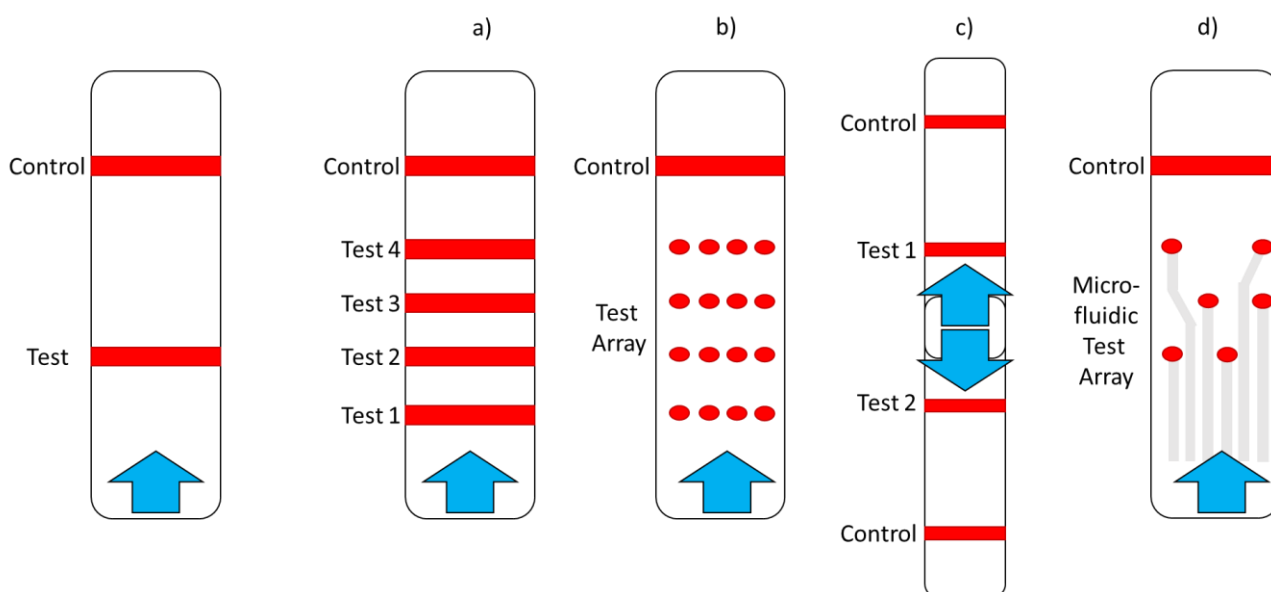 a)
b)
c)
d)
Control
Test
Control
Test 4
Test 3
Test 2
Test 1
Control
Test
Array
Control
Test 1
Test 2
Control
Control
Micro-
fluidic
Test
Array